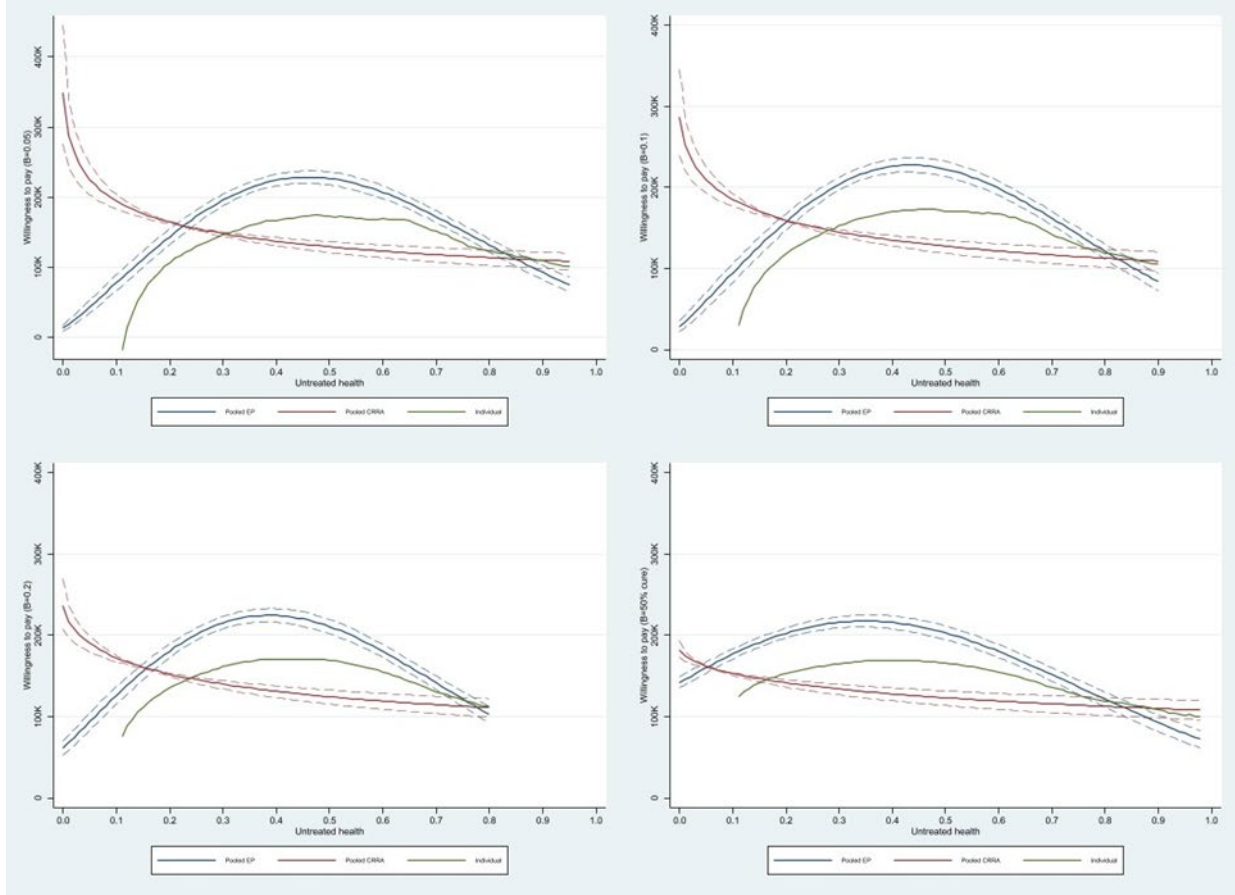 Willingness to pay (B=0.05)
400K
300K
200K
100K
0
0.0 0.1 0.2 0.3 0.4 0.5 0.6 0.7 0.8 0.9 1.0
Untreated health
Pooled EP Pooled CRRA Individual
Willingness to pay (B=0.1)
400K
300K
200K
100K
0
0.0 0.1 0.2 0.3 0.4 0.5 0.6 0.7 0.8 0.9 1.0
Untreated health
Pooled EP Pooled CRRA Individual
Willingness to pay (B=0.2)
400K
300K
200K
100K
0
0.0 0.1 0.2 0.3 0.4 0.5 0.6 0.7 0.8 0.9 1.0
Untreated health
Pooled EP Pooled CRRA Individual
Willingness to pay (B=50% cure)
400K
300K
200K
100K
0
0.0 0.1 0.2 0.3 0.4 0.5 0.6 0.7 0.8 0.9 1.0
Untreated health
Pooled EP Pooled CRRA Individual